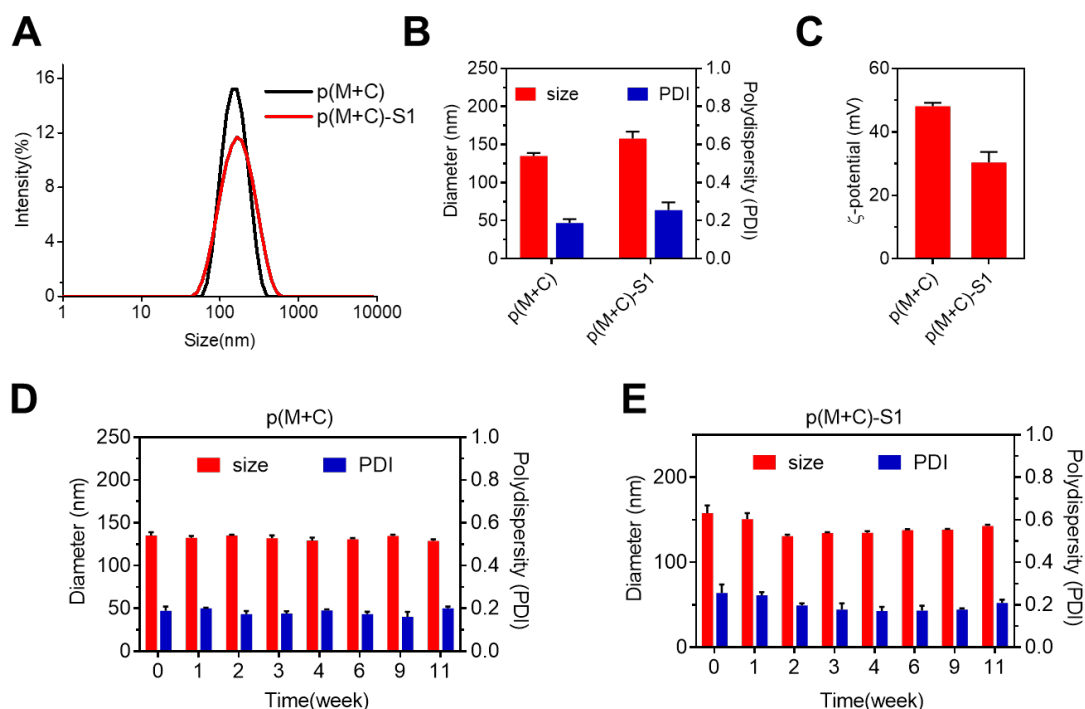 A
16
12
8
4
0
Intensity(%)
p(M+C)
p(M+C)-S1
1
10
100
1000
10000
Size(nm)
B
250
200
150
100
50
0
Diameter (nm)
size
PDI
1.0
0.8
0.6
0.4
0.2
0.0
Polydispersity (PDI)
p(M+C)
p(M+C)-S1
C
60
40
20
0
ζ-potential (mV)
p(M+C)
p(M+C)-S1
D
p(M+C)
250
200
150
100
50
0
Diameter (nm)
size
PDI
1.0
0.8
0.6
0.4
0.2
0.0
Polydispersity (PDI)
0 1 2 3 4 6 9 11
Time(week)
E
p(M+C)-S1
200
100
0
Diameter (nm)
size
PDI
1.0
0.8
0.6
0.4
0.2
0.0
Polydispersity (PDI)
0 1 2 3 4 6 9 11
Time(week)